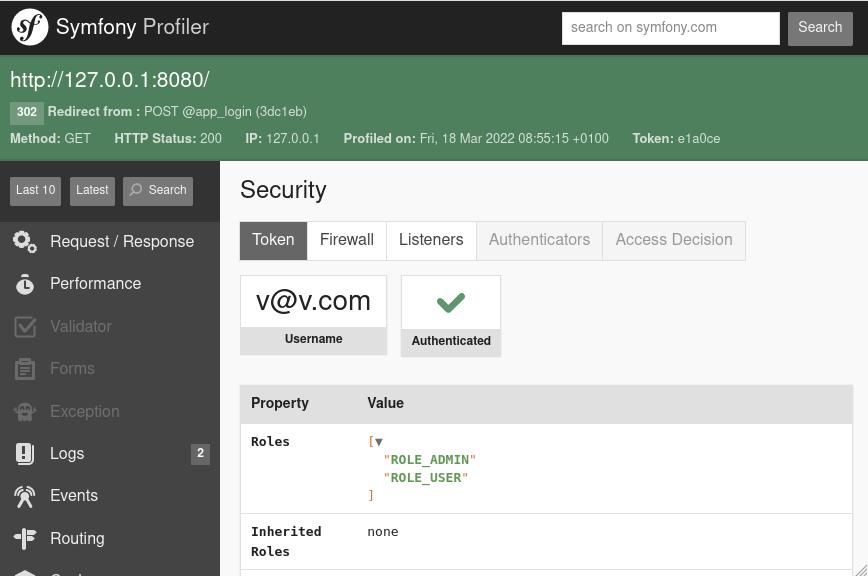 sf Symfony Profiler
search on symfony.com
Search
http://127.0.0.1:8080/
302 Redirect from : POST @app_login (3dc1eb)
Method: GET HTTP Status: 200 IP: 127.0.0.1 Profiled on: Fri, 18 Mar 2022 08:55:15 +0100 Token: e1a0ce
Last 10 Latest Search
Request / Response
Performance
Validator
Forms
Exception
Logs 2
Events
Routing
Security
Token Firewall Listeners Authenticators Access Decision
v@v.com
Username
Authenticated
Property Value
Roles [▼
"ROLE_ADMIN"
"ROLE_USER"
]
Inherited Roles none